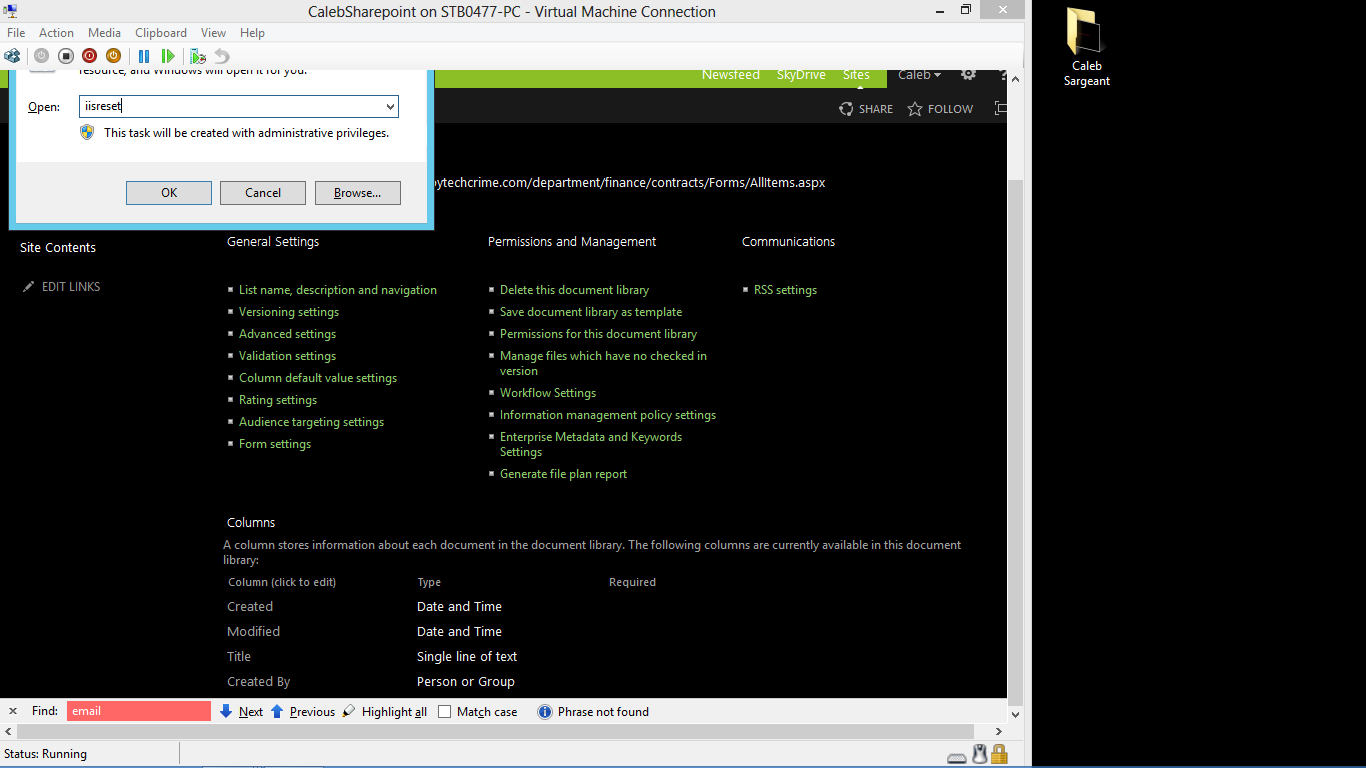 CalebSharepoint on STB0477-PC - Virtual Machine Connection
File Action Media Clipboard View Help
resource, and Windows will open it for you.
Open: iisreset
This task will be created with administrative privileges.
OK Cancel Browse...
Newsfeed SkyDrive Sites Caleb ?
SHARE FOLLOW
bytechcrime.com/department/finance/contracts/Forms/AllItems.aspx
Site Contents
EDIT LINKS
General Settings
List name, description and navigation
Versioning settings
Advanced settings
Validation settings
Column default value settings
Rating settings
Audience targeting settings
Form settings
Permissions and Management
Delete this document library
Save document library as template
Permissions for this document library
Manage files which have no checked in
version
Workflow Settings
Information management policy settings
Enterprise Metadata and Keywords
Settings
Generate file plan report
Communications
RSS settings
Columns
A column stores information about each document in the document library. The following columns are currently available in this document
library:
Column (click to edit) Type Required
Created Date and Time
Modified Date and Time
Title Single line of text
Created By Person or Group
Find: email Next Previous Highlight all Match case Phrase not found
Status: Running
Caleb
Sargeant